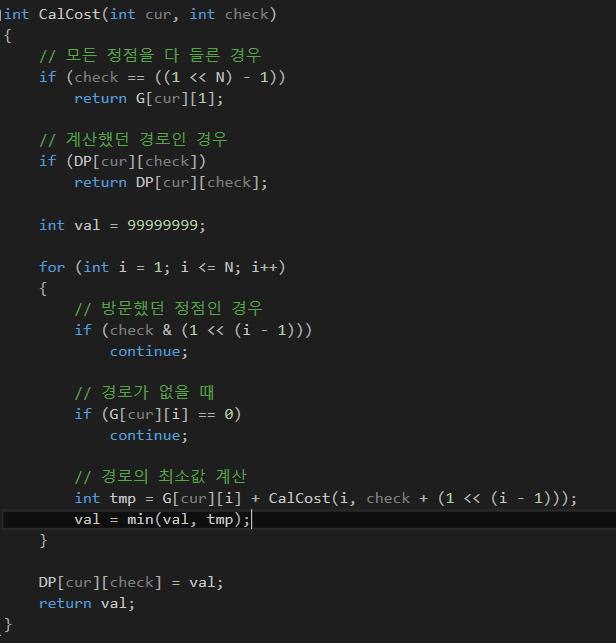 int CalCost(int cur, int check)
{
// 모든 정점을 다 들른 경우
if (check == ((1 << N) - 1))
return G[cur][1];
// 계산했던 경로인 경우
if (DP[cur][check])
return DP[cur][check];
int val = 99999999;
for (int i = 1; i <= N; i++)
{
// 방문했던 정점인 경우
if (check & (1 << (i - 1)))
continue;
// 경로가 없을 때
if (G[cur][i] == 0)
continue;
// 경로의 최소값 계산
int tmp = G[cur][i] + CalCost(i, check + (1 << (i - 1)));
val = min(val, tmp);
}
DP[cur][check] = val;
return val;
}